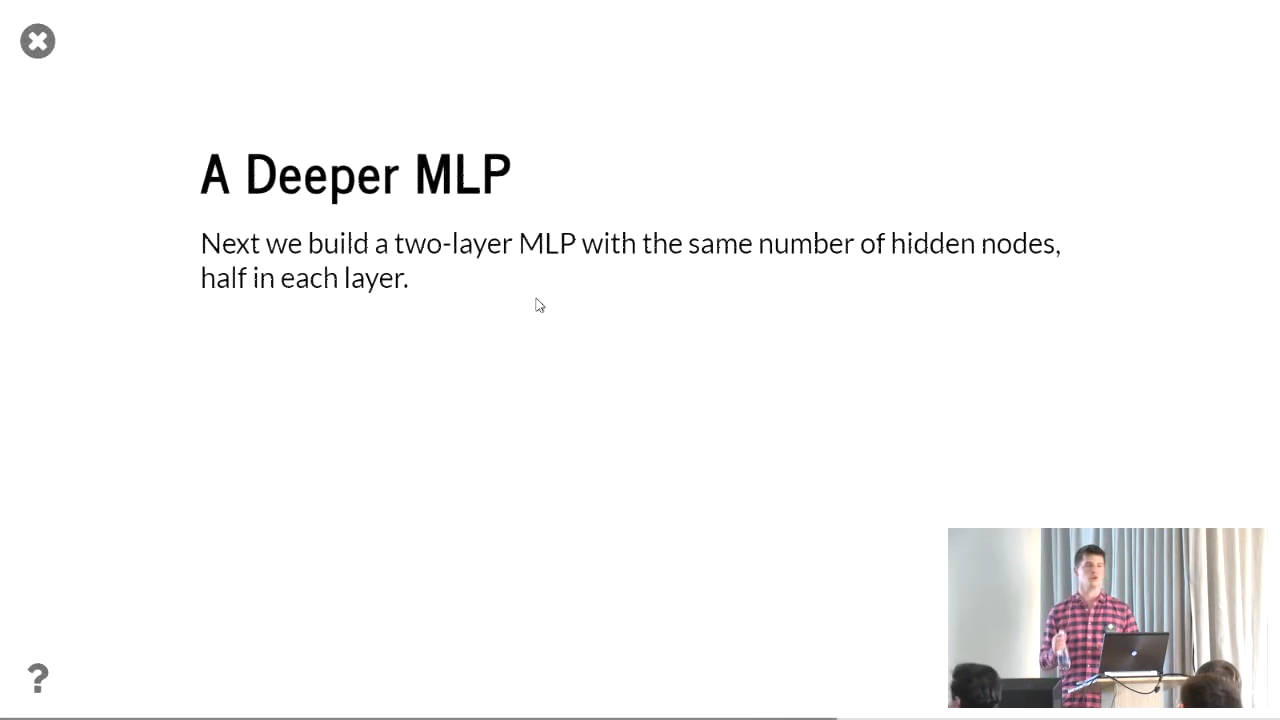 A Deeper MLP
Next we build a two-layer MLP with the same number of hidden nodes,
half in each layer.
?